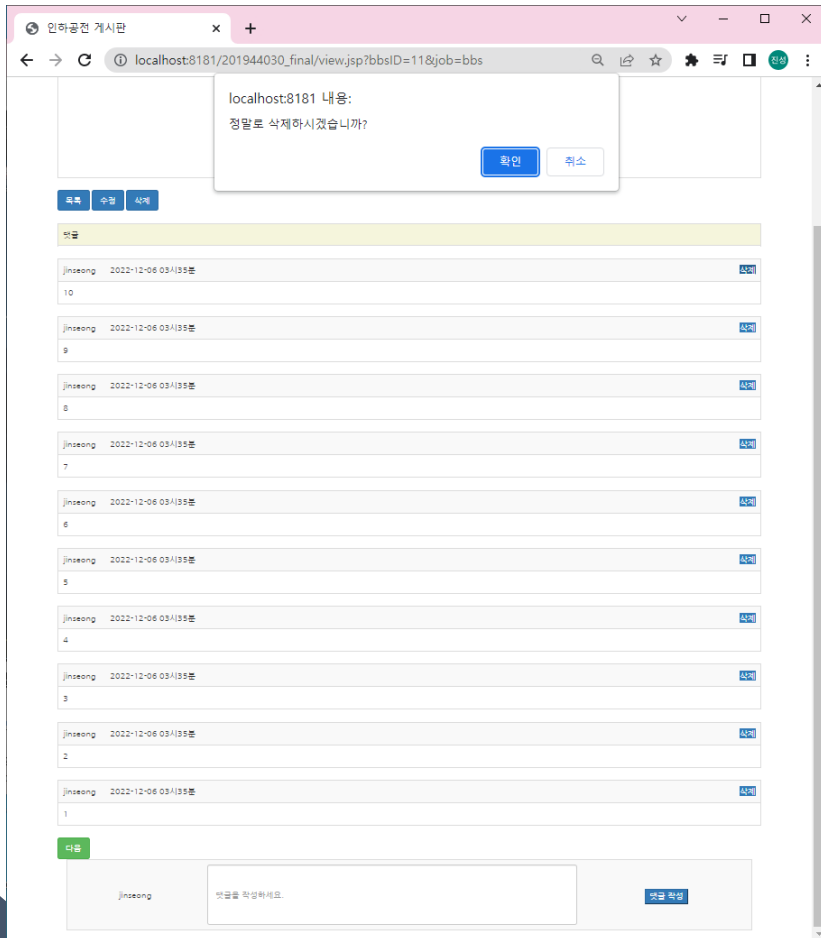 인하공전 게시판
localhost:8181/201944030_final/view.jsp?bbsID=11&job=bbs
진성
localhost:8181 내용:
정말로 삭제하시겠습니까?
확인 취소
목록 수정 삭제
댓글
jinseong 2022-12-06 03시35분 삭제
10
jinseong 2022-12-06 03시35분 삭제
9
jinseong 2022-12-06 03시35분 삭제
8
jinseong 2022-12-06 03시35분 삭제
7
jinseong 2022-12-06 03시35분 삭제
6
jinseong 2022-12-06 03시35분 삭제
5
jinseong 2022-12-06 03시35분 삭제
4
jinseong 2022-12-06 03시35분 삭제
3
jinseong 2022-12-06 03시35분 삭제
2
jinseong 2022-12-06 03시35분 삭제
1
다음
jinseong 댓글을 작성하세요. 댓글 작성